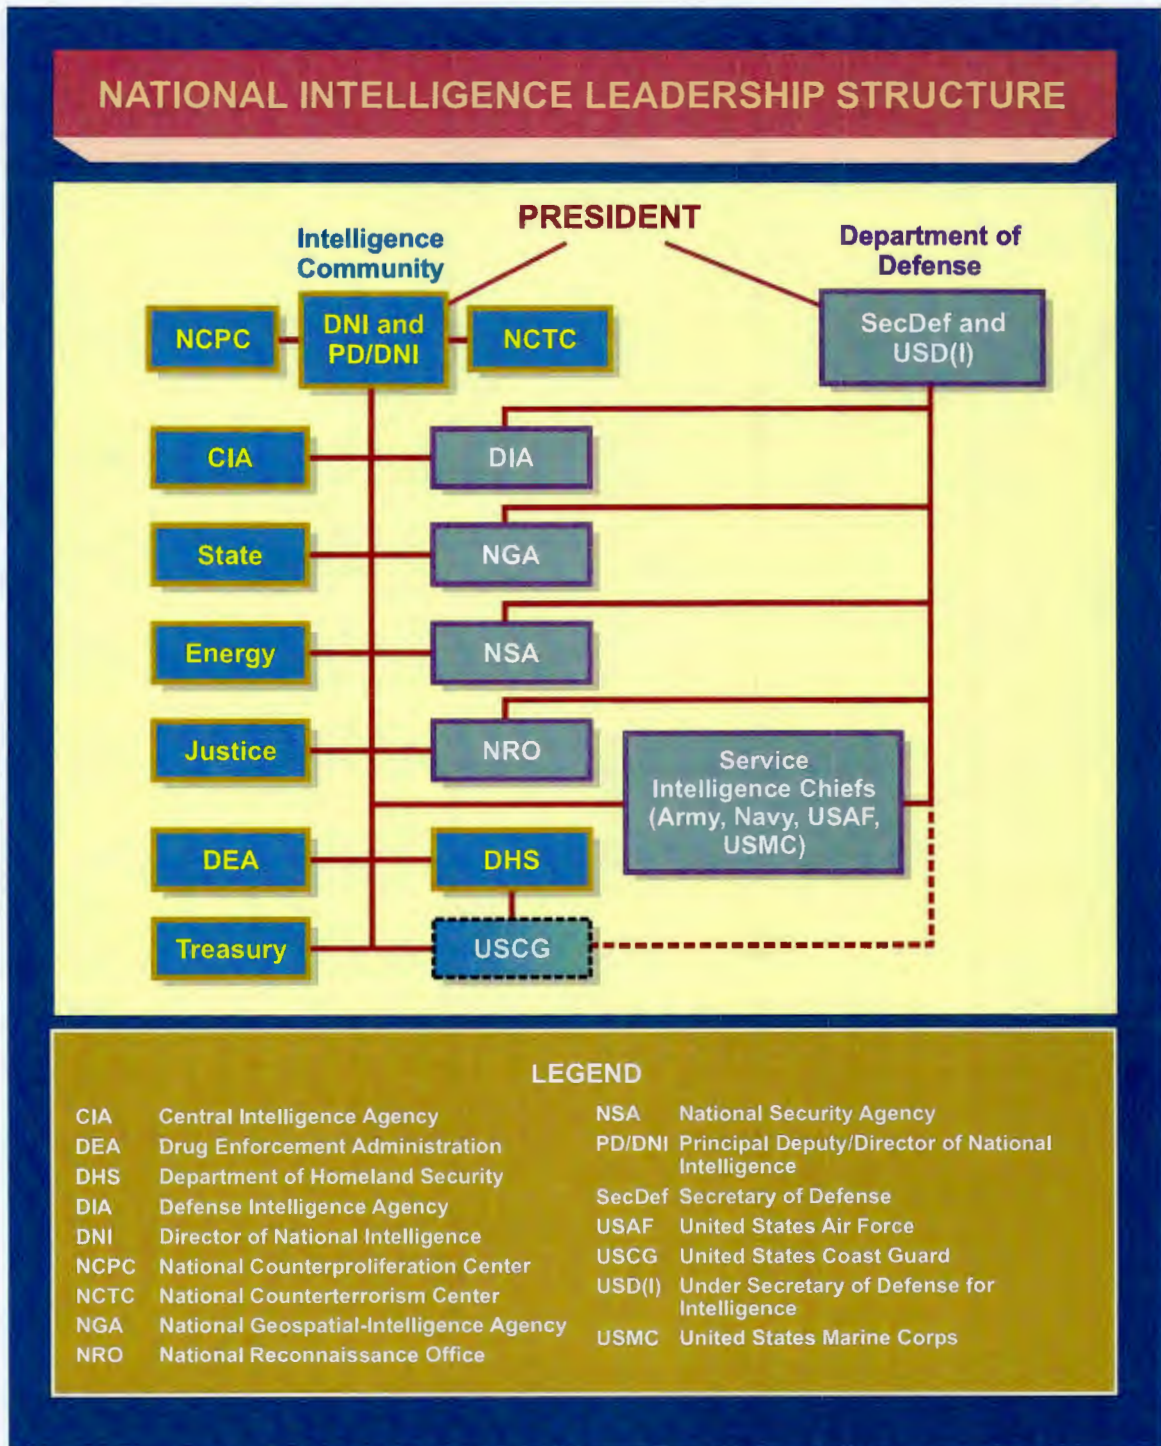 NATIONAL INTELLIGENCE LEADERSHIP STRUCTURE
PRESIDENT
Intelligence
Community
Department of
Defense
NCPC
DNI and
PD/DNI
NCTC
SecDef and
USD(I)
CIA
DIA
State
NGA
Energy
NSA
Justice
NRO
Service
Intelligence Chiefs
(Army, Navy, USAF,
USMC)
DEA
DHS
Treasury
USCG
LEGEND
CIA Central Intelligence Agency
DEA Drug Enforcement Administration
DHS Department of Homeland Security
DIA Defense Intelligence Agency
DNI Director of National Intelligence
NCPC National Counterproliferation Center
NCTC National Counterterrorism Center
NGA National Geospatial-Intelligence Agency
NRO National Reconnaissance Office
NSA National Security Agency
PD/DNI Principal Deputy/Director of National
Intelligence
SecDef Secretary of Defense
USAF United States Air Force
USCG United States Coast Guard
USD(I) Under Secretary of Defense for
Intelligence
USMC United States Marine Corps